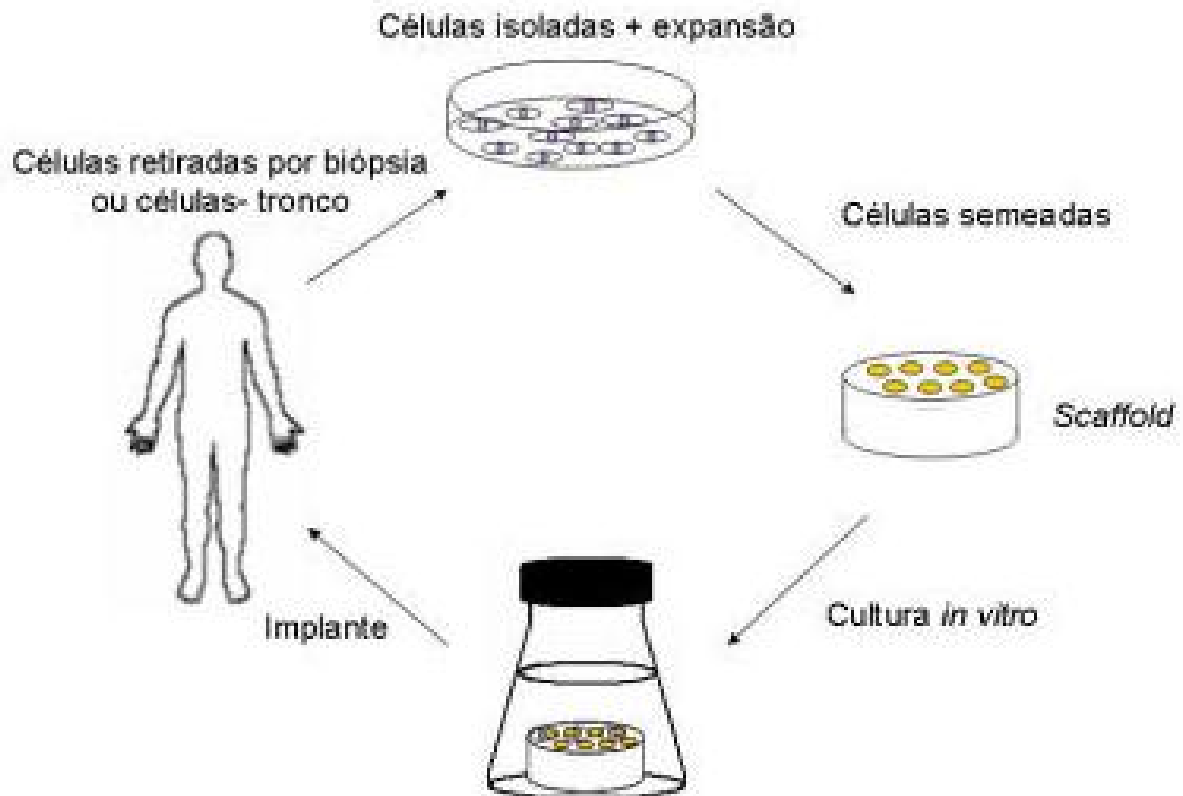 Células isoladas + expansão
Células retiradas por biópsia
ou células- tronco
Células semeadas
Scaffold
Cultura in vitro
Implante